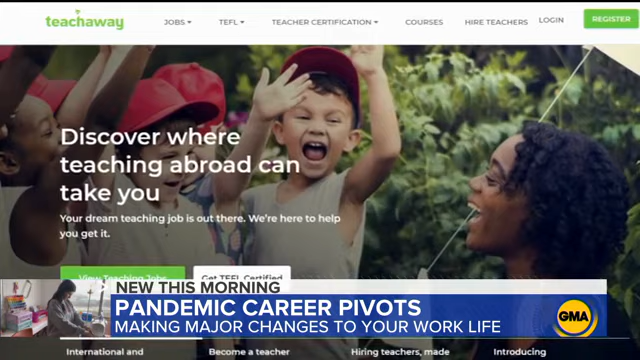 teachaway
JOBS
TEFL
TEACHER CERTIFICATION
COURSES
HIRE TEACHERS
LOGIN
REGISTER
Discover where
teaching abroad can
take you
Your dream teaching job is out there. We're here to help
you get it.
View Teaching Jobs
Get TEFL Certified
NEW THIS MORNING
PANDEMIC CAREER PIVOTS
MAKING MAJOR CHANGES TO YOUR WORK LIFE
GMA
International and
Become a teacher
Hiring teachers, made
Introducing